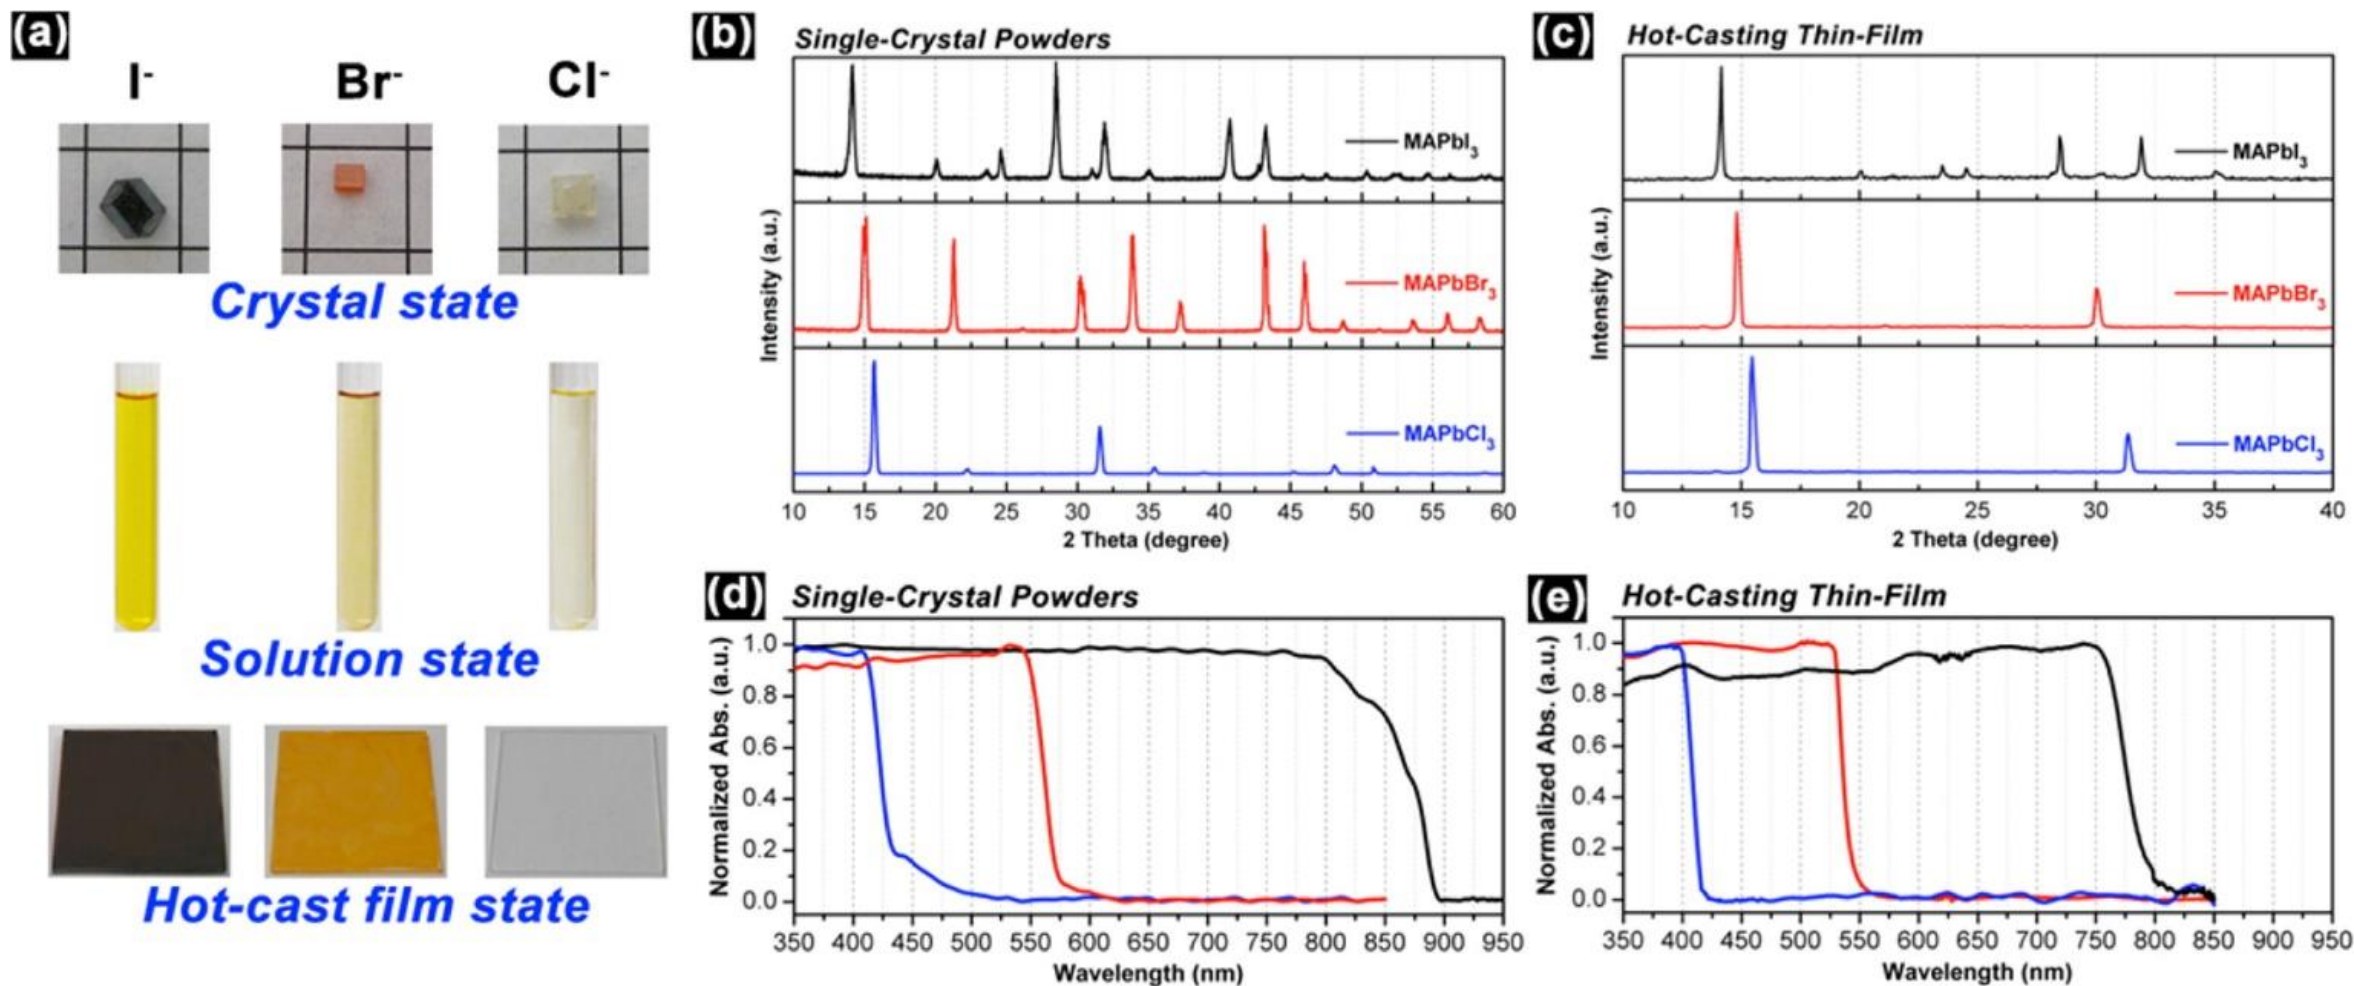 (a)
I⁻ Br⁻ Cl⁻
Crystal state
Solution state
Hot-cast film state
(b)
Single-Crystal Powders
Intensity (a.u.)
MAPbI₃
MAPbBr₃
MAPbCl₃
10 15 20 25 30 35 40 45 50 55 60
2 Theta (degree)
(c)
Hot-Casting Thin-Film
Intensity (a.u.)
MAPbI₃
MAPbBr₃
MAPbCl₃
10 15 20 25 30 35 40
2 Theta (degree)
(d)
Single-Crystal Powders
Normalized Abs. (a.u.)
1.0
0.8
0.6
0.4
0.2
0.0
350 400 450 500 550 600 650 700 750 800 850 900 950
Wavelength (nm)
(e)
Hot-Casting Thin-Film
Normalized Abs. (a.u.)
1.0
0.8
0.6
0.4
0.2
0.0
350 400 450 500 550 600 650 700 750 800 850 900 950
Wavelength (nm)